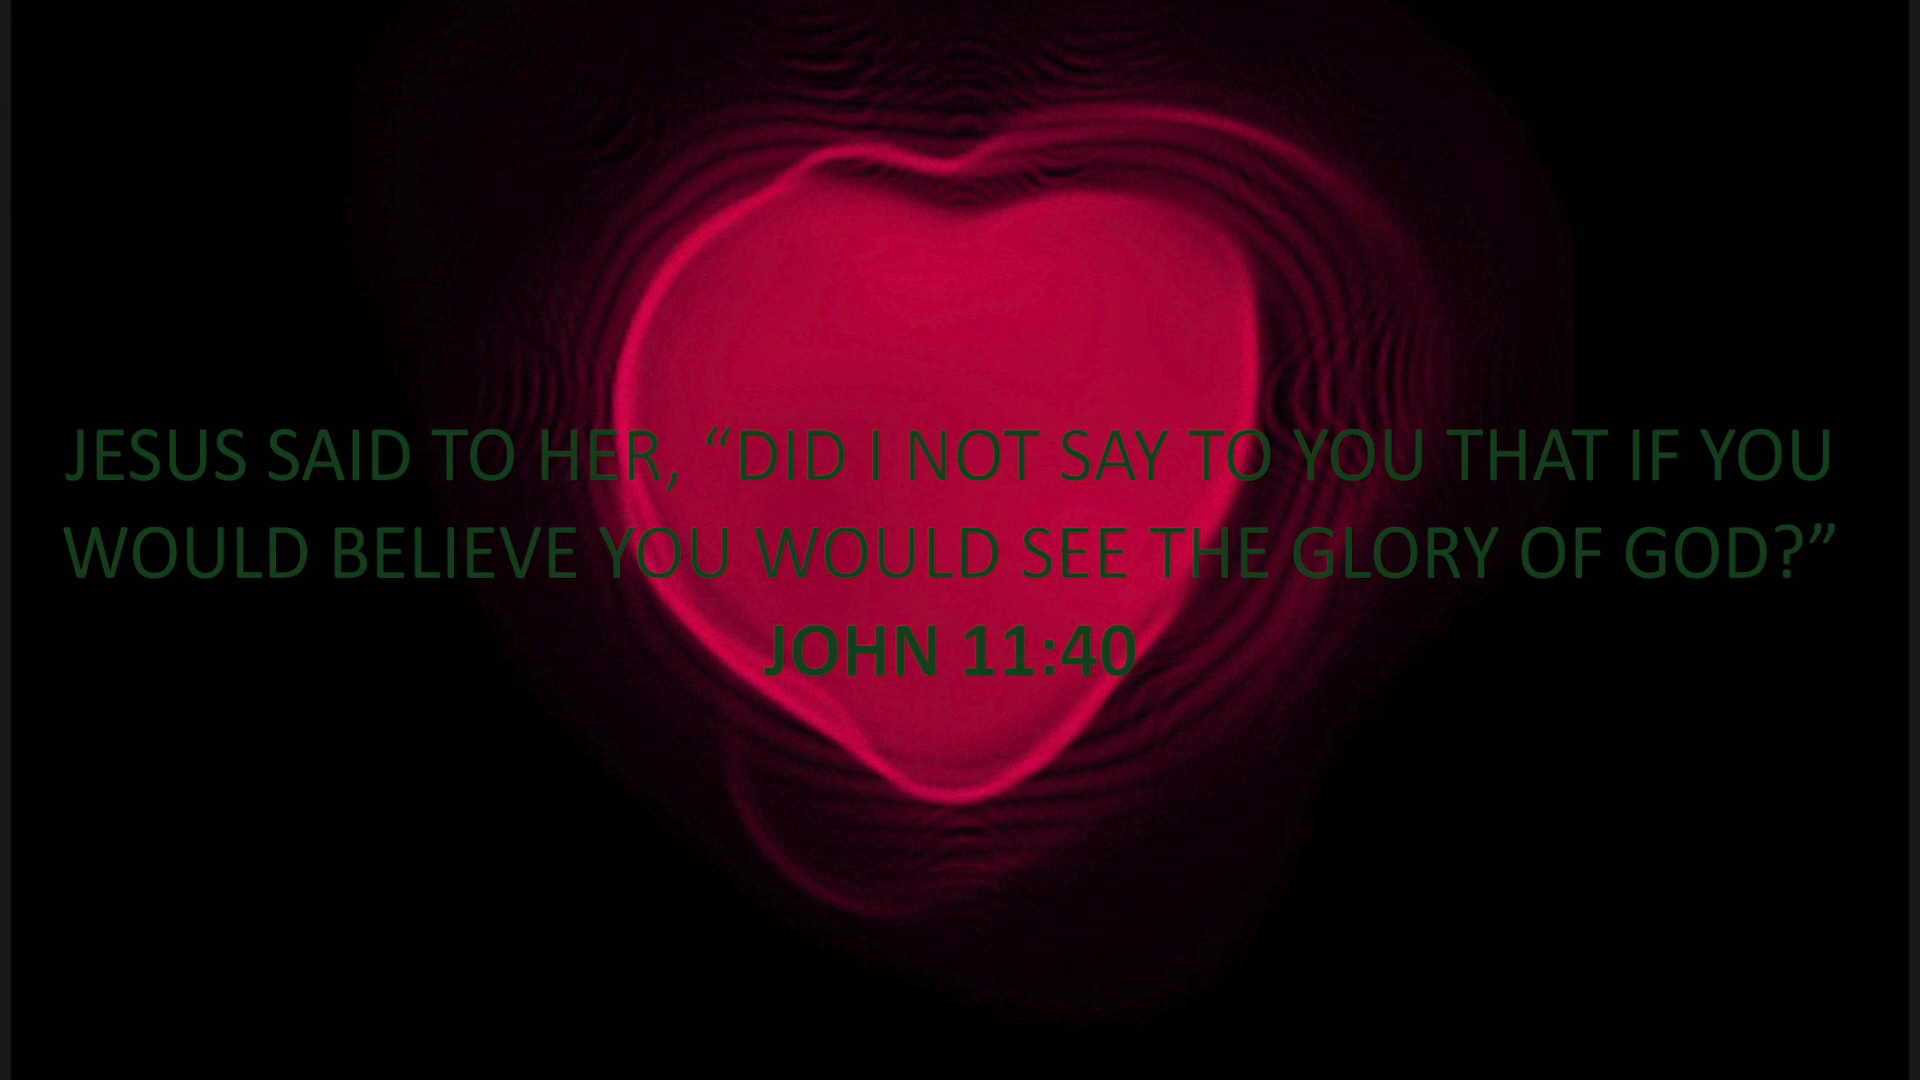 JESUS SAID TO HER, “DID I NOT SAY TO YOU THAT IF YOU
WOULD BELIEVE YOU WOULD SEE THE GLORY OF GOD?”
JOHN 11:40